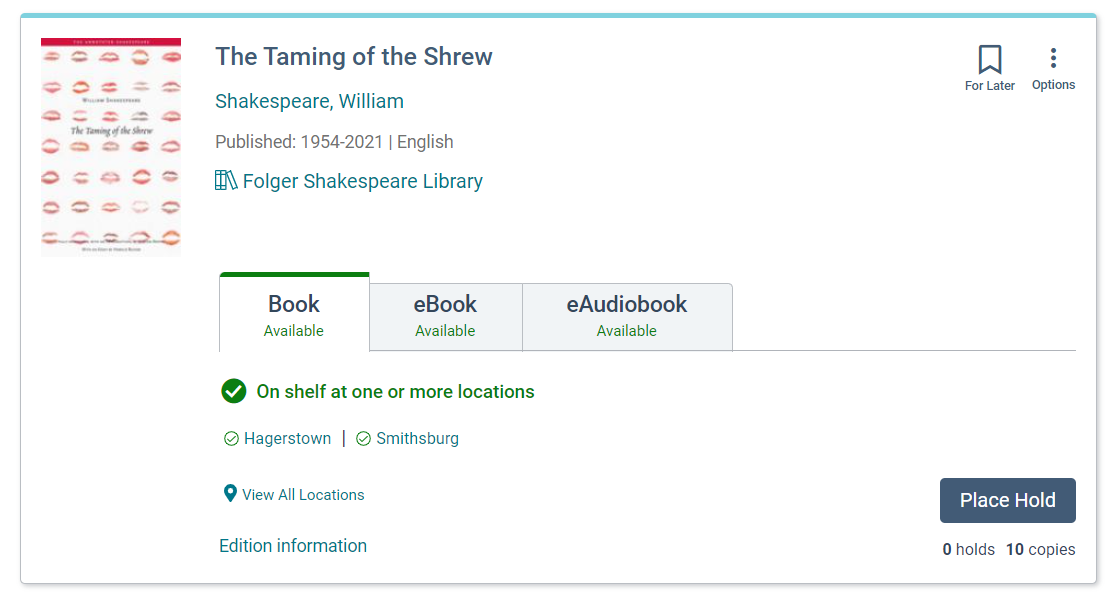 THE ANNOTATED SHAKESPEARE
WILLIAM SHAKESPEARE
The Taming of the Shrew
The Taming of the Shrew
Shakespeare, William
Published: 1954-2021 | English
Folger Shakespeare Library
For Later
Options
Book
Available
eBook
Available
eAudiobook
Available
On shelf at one or more locations
Hagerstown | Smithsburg
View All Locations
Edition information
Place Hold
0 holds 10 copies